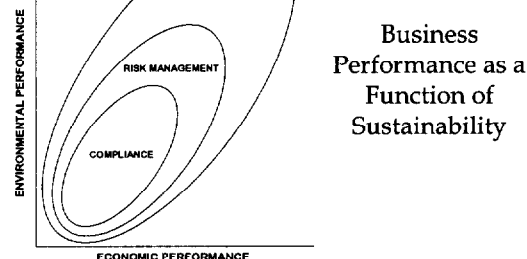 ENVIRONMENTAL PERFORMANCE
RISK MANAGEMENT
COMPLIANCE
ECONOMIC PERFORMANCE
Business
Performance as a
Function of
Sustainability